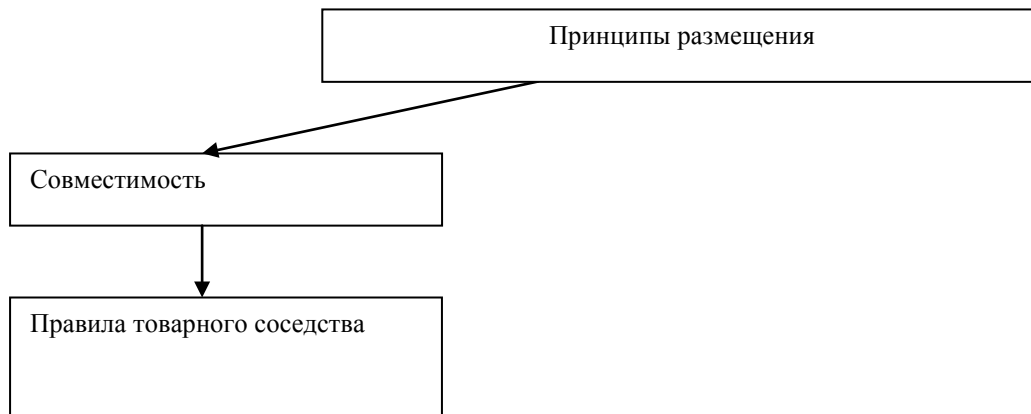 Принципы размещения
Совместимость
Правила товарного соседства